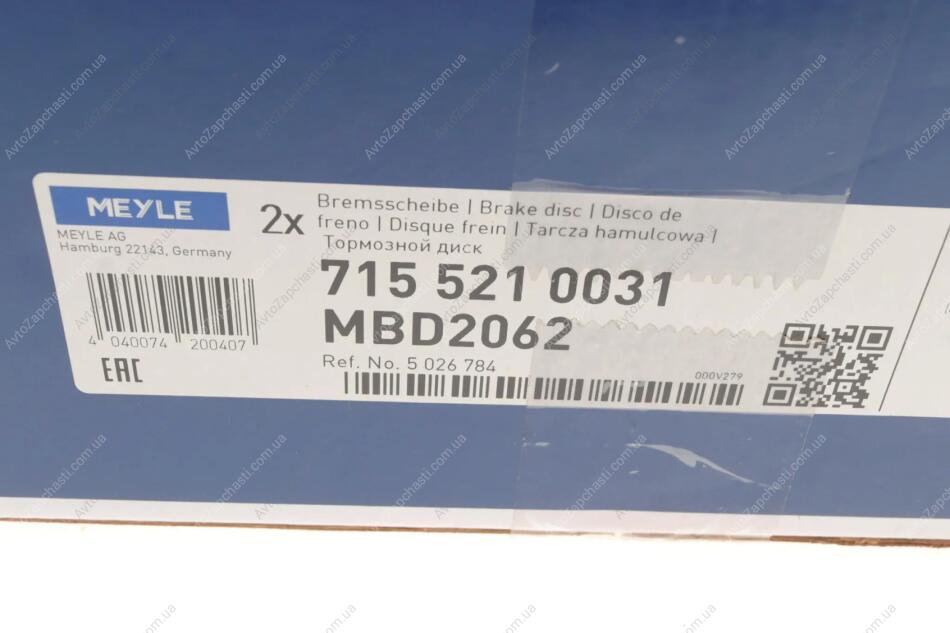 MEYLE
MEYLE AG
Hamburg 22143, Germany
4 040074 200407
EAC
2x
Bremsscheibe | Brake disc | Disco de
freno | Disque frein | Tarcza hamulcowa |
Тормозной диск
715 521 0031
MBD2062
Ref. No. 5 026 784
000V279
AvtoZapchasti.com.ua